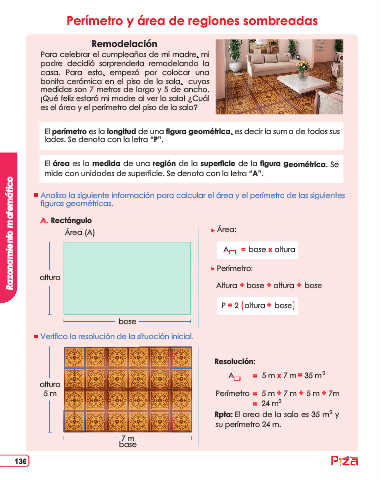 Perímetro y área de regiones sombreadas
Remodelación
Para celebrar el cumpleaños de mi madre, mi
padre decidió sorprenderla remodelando la
casa. Para esto, empezó por colocar una
bonita cerámica en el piso de la sala, cuyas
medidas son 7 metros de largo y 5 de ancho.
¡Qué feliz estará mi madre al ver la sala! ¿Cuál
es el área y el perímetro del piso de la sala?
El perímetro es la longitud de una figura geométrica, es decir la suma de todos sus
lados. Se denota con la letra "P".
El área es la medida de una región de la superficie de la figura geométrica. Se
mide con unidades de superficie. Se denota con la letra "A".
Analiza la siguiente información para calcular el área y el perímetro de las siguientes
figuras geométricas.
A. Rectángulo
Área (A)
altura
base
Área:
A▭ = base x altura
Perímetro:
Altura + base + altura + base
P = 2 (altura + base)
Verifica la resolución de la situación inicial.
altura
5 m
7 m
base
Resolución:
A▭ = 5 m x 7 m = 35 m²
Perímetro = 5 m + 7 m + 5 m + 7m
= 24 m²
Rpta: El area de la sala es 35 m² y
su perímetro 24 m.
Razonamiento matemático
136
Piza